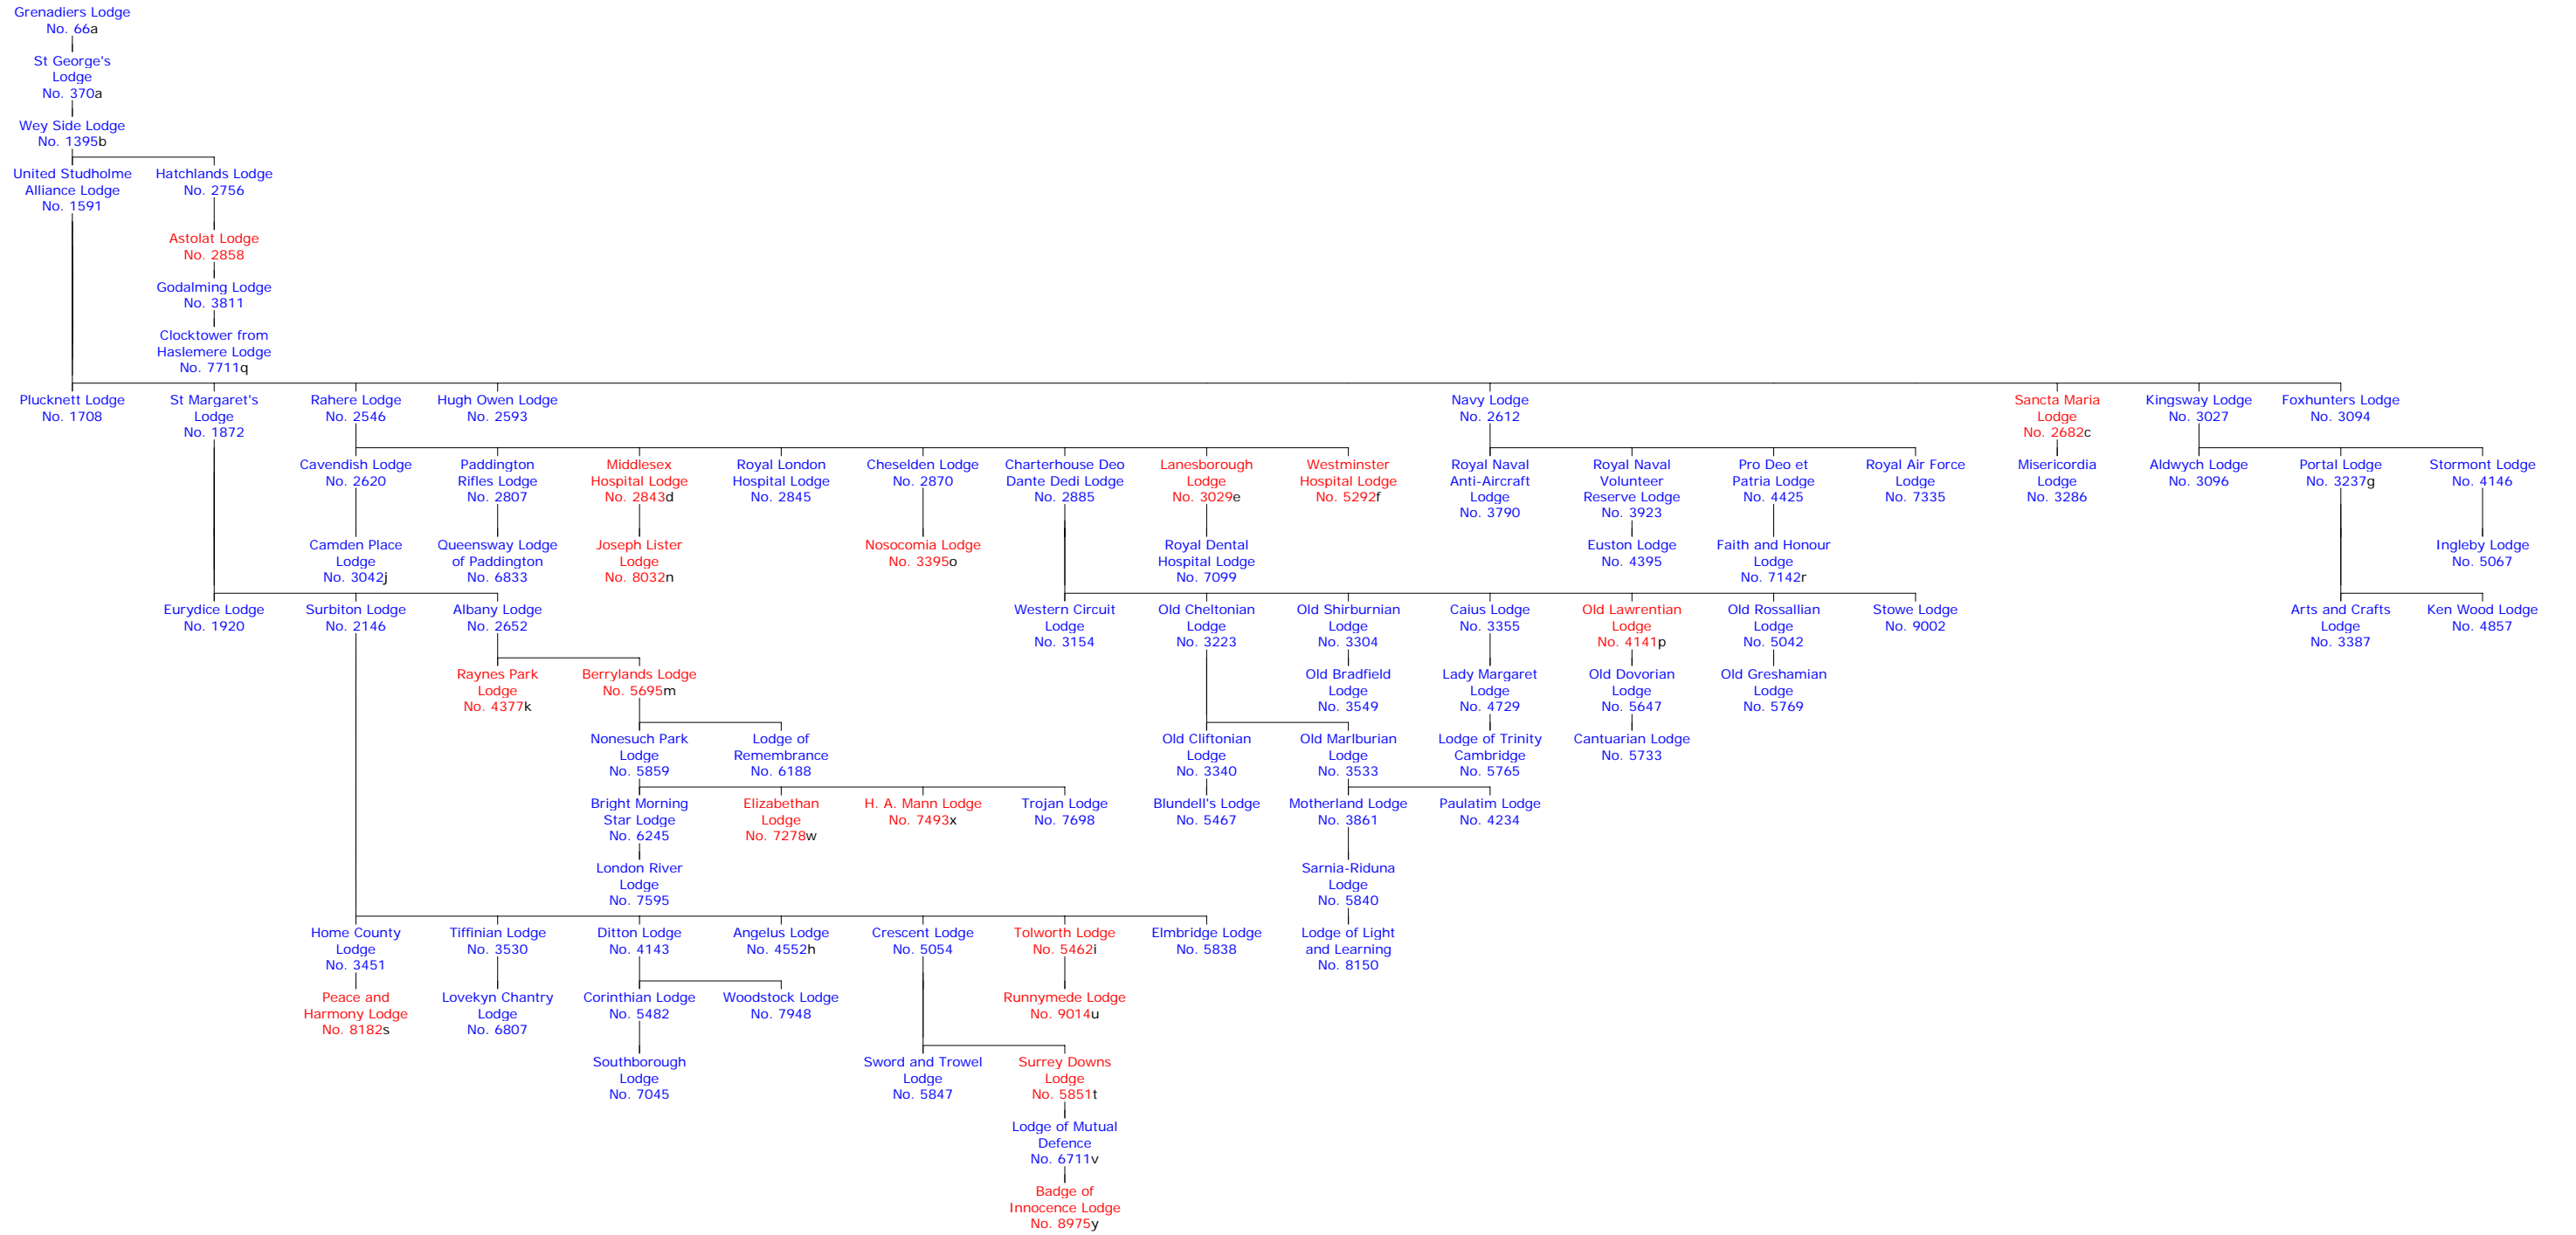 Grenadiers Lodge
No. 66a
St George's
Lodge
No. 370a
Wey Side Lodge
No. 1395b
United Studholme
Alliance Lodge
No. 1591
Hatchlands Lodge
No. 2756
Astolat Lodge
No. 2858
Godalming Lodge
No. 3811
Clocktower from
Haslemere Lodge
No. 7711q
Plucknett Lodge
No. 1708
St Margaret's
Lodge
No. 1872
Rahere Lodge
No. 2546
Hugh Owen Lodge
No. 2593
Navy Lodge
No. 2612
Sancta Maria
Lodge
No. 2682c
Kingsway Lodge
No. 3027
Foxhunters Lodge
No. 3094
Cavendish Lodge
No. 2620
Paddington
Rifles Lodge
No. 2807
Middlesex
Hospital Lodge
No. 2843d
Royal London
Hospital Lodge
No. 2845
Cheselden Lodge
No. 2870
Charterhouse Deo
Dante Dedi Lodge
No. 2885
Lanesborough
Lodge
No. 3029e
Westminster
Hospital Lodge
No. 5292f
Royal Naval
Anti-Aircraft
Lodge
No. 3790
Royal Naval
Volunteer
Reserve Lodge
No. 3923
Pro Deo et
Patria Lodge
No. 4425
Royal Air Force
Lodge
No. 7335
Misericordia
Lodge
No. 3286
Aldwych Lodge
No. 3096
Portal Lodge
No. 3237g
Stormont Lodge
No. 4146
Camden Place
Lodge
No. 3042j
Queensway Lodge
of Paddington
No. 6833
Joseph Lister
Lodge
No. 8032n
Nosocomia Lodge
No. 3395o
Royal Dental
Hospital Lodge
No. 7099
Euston Lodge
No. 4395
Faith and Honour
Lodge
No. 7142r
Ingleby Lodge
No. 5067
Eurydice Lodge
No. 1920
Surbiton Lodge
No. 2146
Albany Lodge
No. 2652
Western Circuit
Lodge
No. 3154
Old Cheltonian
Lodge
No. 3223
Old Shirburnian
Lodge
No. 3304
Caius Lodge
No. 3355
Old Lawrentian
Lodge
No. 4141p
Old Rossallian
Lodge
No. 5042
Stowe Lodge
No. 9002
Arts and Crafts
Lodge
No. 3387
Ken Wood Lodge
No. 4857
Raynes Park
Lodge
No. 4377k
Berrylands Lodge
No. 5695m
Old Bradfield
Lodge
No. 3549
Lady Margaret
Lodge
No. 4729
Old Dovorian
Lodge
No. 5647
Old Greshamian
Lodge
No. 5769
Nonesuch Park
Lodge
No. 5859
Lodge of
Remembrance
No. 6188
Old Cliftonian
Lodge
No. 3340
Old Marlburian
Lodge
No. 3533
Lodge of Trinity
Cambridge
No. 5765
Cantuarian Lodge
No. 5733
Bright Morning
Star Lodge
No. 6245
Elizabethan
Lodge
No. 7278w
H. A. Mann Lodge
No. 7493x
Trojan Lodge
No. 7698
Blundell's Lodge
No. 5467
Motherland Lodge
No. 3861
Paulatim Lodge
No. 4234
London River
Lodge
No. 7595
Sarnia-Riduna
Lodge
No. 5840
Home County
Lodge
No. 3451
Tiffinian Lodge
No. 3530
Ditton Lodge
No. 4143
Angelus Lodge
No. 4552h
Crescent Lodge
No. 5054
Tolworth Lodge
No. 5462i
Elmbridge Lodge
No. 5838
Lodge of Light
and Learning
No. 8150
Peace and
Harmony Lodge
No. 8182s
Lovekyn Chantry
Lodge
No. 6807
Corinthian Lodge
No. 5482
Woodstock Lodge
No. 7948
Runnymede Lodge
No. 9014u
Southborough
Lodge
No. 7045
Sword and Trowel
Lodge
No. 5847
Surrey Downs
Lodge
No. 5851t
Lodge of Mutual
Defence
No. 6711v
Badge of
Innocence Lodge
No. 8975y